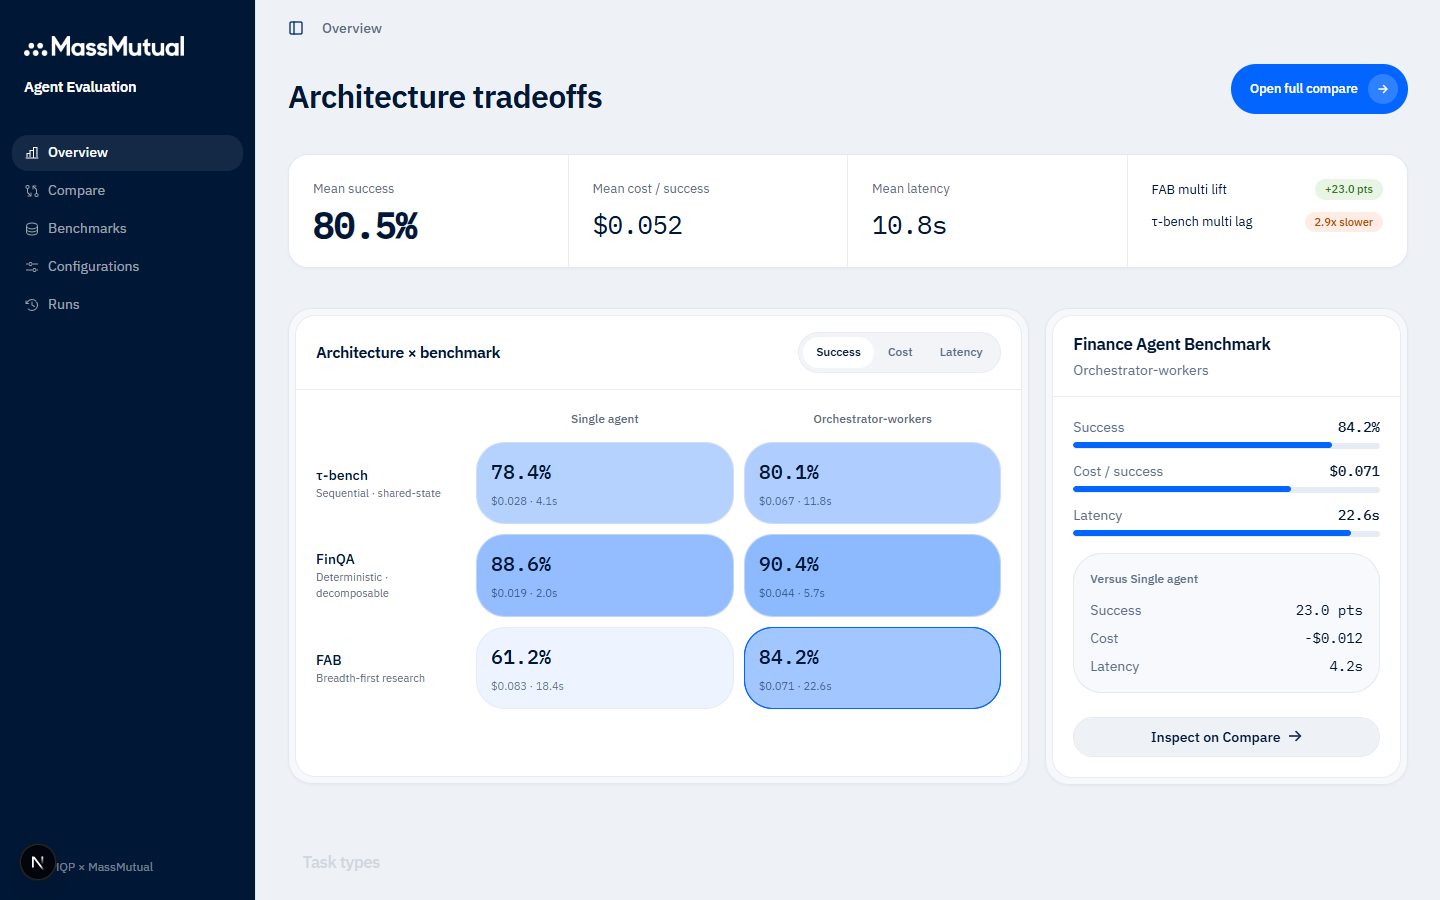 MassMutual
Agent Evaluation
Overview
Compare
Benchmarks
Configurations
Runs
N
IQP × MassMutual
Overview
Architecture tradeoffs
Open full compare →
Mean success
80.5%
Mean cost / success
$0.052
Mean latency
10.8s
FAB multi lift
+23.0 pts
τ-bench multi lag
2.9x slower
Architecture × benchmark
Success
Cost
Latency
Single agent
Orchestrator-workers
τ-bench
Sequential · shared-state
78.4%
$0.028 · 4.1s
80.1%
$0.067 · 11.8s
FinQA
Deterministic ·
decomposable
88.6%
$0.019 · 2.0s
90.4%
$0.044 · 5.7s
FAB
Breadth-first research
61.2%
$0.083 · 18.4s
84.2%
$0.071 · 22.6s
Finance Agent Benchmark
Orchestrator-workers
Success
84.2%
Cost / success
$0.071
Latency
22.6s
Versus Single agent
Success
23.0 pts
Cost
-$0.012
Latency
4.2s
Inspect on Compare →
Task types